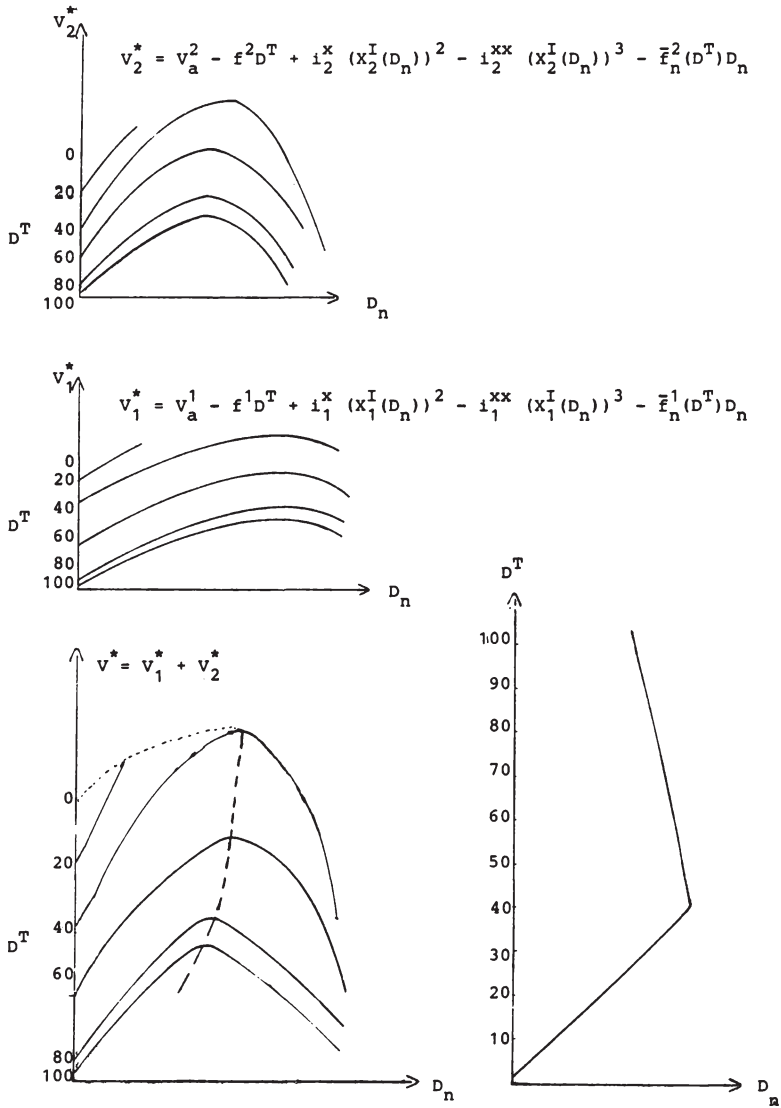 V₂*
V₂* = Vₐ² - f²Dᵀ + i₂ˣ (X₂ᴵ(Dₙ))² - i₂ˣˣ (X₂ᴵ(Dₙ))³ - f̅ₙ²(Dᵀ)Dₙ
0
20
40
Dᵀ
60
80
100
Dₙ
V₁*
V₁* = Vₐ¹ - f¹Dᵀ + i₁ˣ (X₁ᴵ(Dₙ))² - i₁ˣˣ (X₁ᴵ(Dₙ))³ - f̅ₙ¹(Dᵀ)Dₙ
0
20
40
Dᵀ
60
80
100
Dₙ
V* = V₁* + V₂*
0
20
40
Dᵀ
60
80
100
Dₙ
Dᵀ
100
90
80
70
60
50
40
30
20
10
Dₙ